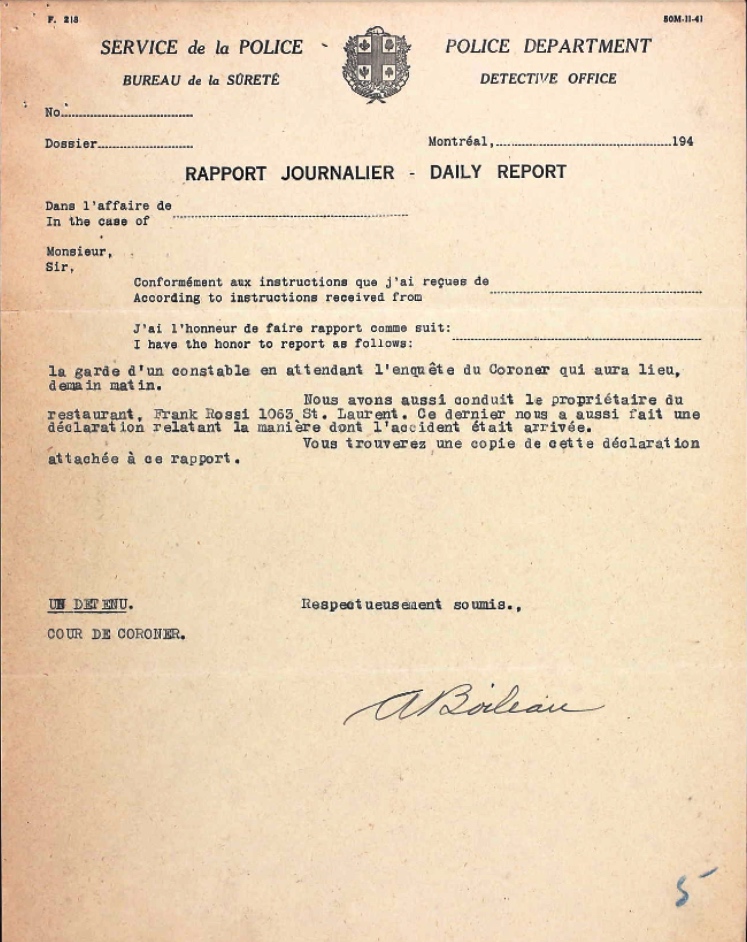 F. 213
50M-11-41
SERVICE de la POLICE
POLICE DEPARTMENT
BUREAU de la SÛRETÉ
DETECTIVE OFFICE
No
Dossier
Montréal, 194
RAPPORT JOURNALIER - DAILY REPORT
Dans l'affaire de
In the case of
Monsieur,
Sir,
Conformément aux instructions que j'ai reçues de
According to instructions received from
J'ai l'honneur de faire rapport comme suit:
I have the honor to report as follows:
la garde d'un constable en attendant l'enquête du Coroner qui aura lieu,
demain matin.
Nous avons aussi conduit le propriétaire du
restaurant, Frank Rossi 1063 St. Laurent. Ce dernier nous a aussi fait une
déclaration relatant la manière dont l'accident était arrivée.
Vous trouverez une copie de cette déclaration
attachée à ce rapport.
UN DETENU.
Respectueusement soumis.,
COUR DE CORONER.
A Boileau
5